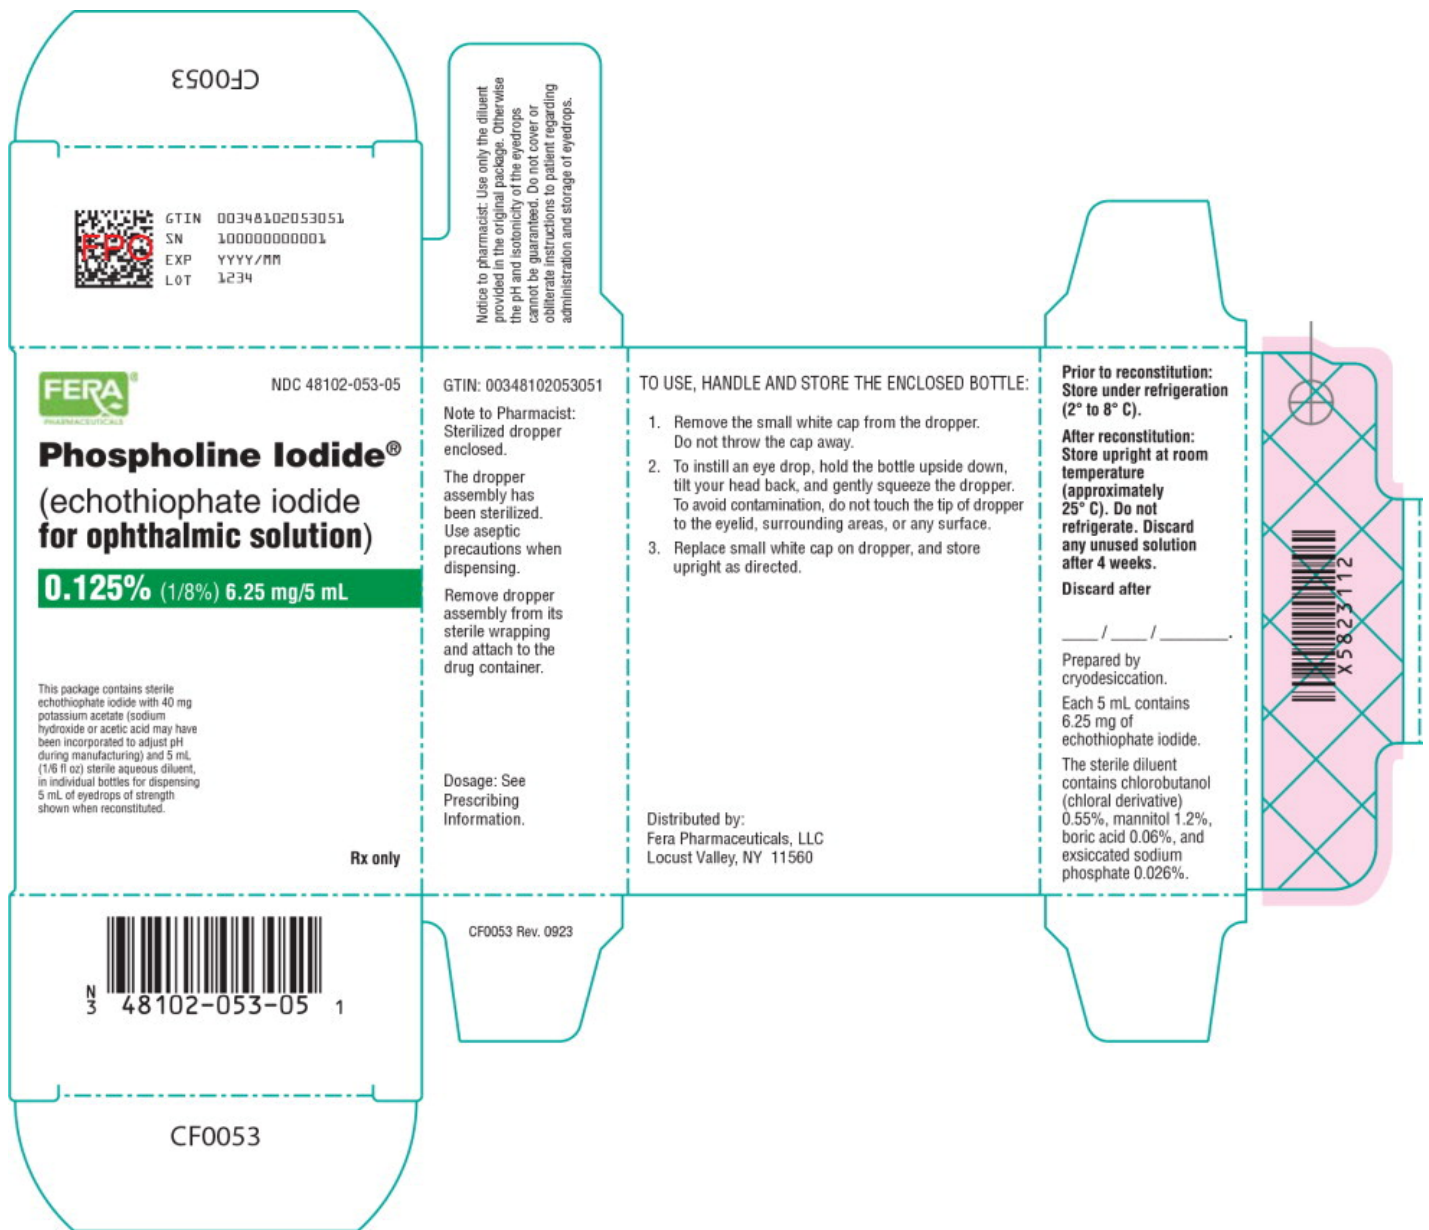 CF0053
FPO
GTIN 00348102053051
SN 100000000001
EXP YYYY/MM
LOT 1234
Notice to pharmacist: Use only the diluent
provided in the original package. Otherwise
the pH and isotonicity of the eyedrops
cannot be guaranteed. Do not cover or
obliterate instructions to patient regarding
administration and storage of eyedrops.
FERA®
PHARMACEUTICALS
NDC 48102-053-05
Phospholine Iodide®
(echothiophate iodide
for ophthalmic solution)
0.125% (1/8%) 6.25 mg/5 mL
This package contains sterile
echothiophate iodide with 40 mg
potassium acetate (sodium
hydroxide or acetic acid may have
been incorporated to adjust pH
during manufacturing) and 5 mL
(1/6 fl oz) sterile aqueous diluent,
in individual bottles for dispensing
5 mL of eyedrops of strength
shown when reconstituted.
Rx only
GTIN: 00348102053051
Note to Pharmacist:
Sterilized dropper
enclosed.
The dropper
assembly has
been sterilized.
Use aseptic
precautions when
dispensing.
Remove dropper
assembly from its
sterile wrapping
and attach to the
drug container.
Dosage: See
Prescribing
Information.
TO USE, HANDLE AND STORE THE ENCLOSED BOTTLE:
1. Remove the small white cap from the dropper.
Do not throw the cap away.
2. To instill an eye drop, hold the bottle upside down,
tilt your head back, and gently squeeze the dropper.
To avoid contamination, do not touch the tip of dropper
to the eyelid, surrounding areas, or any surface.
3. Replace small white cap on dropper, and store
upright as directed.
Distributed by:
Fera Pharmaceuticals, LLC
Locust Valley, NY 11560
Prior to reconstitution:
Store under refrigeration
(2° to 8° C).
After reconstitution:
Store upright at room
temperature
(approximately
25° C). Do not
refrigerate. Discard
any unused solution
after 4 weeks.
Discard after
____ / ____ / ________.
Prepared by
cryodesiccation.
Each 5 mL contains
6.25 mg of
echothiophate iodide.
The sterile diluent
contains chlorobutanol
(chloral derivative)
0.55%, mannitol 1.2%,
boric acid 0.06%, and
exsiccated sodium
phosphate 0.026%.
X5823112
N
3 48102-053-05 1
CF0053 Rev. 0923
CF0053